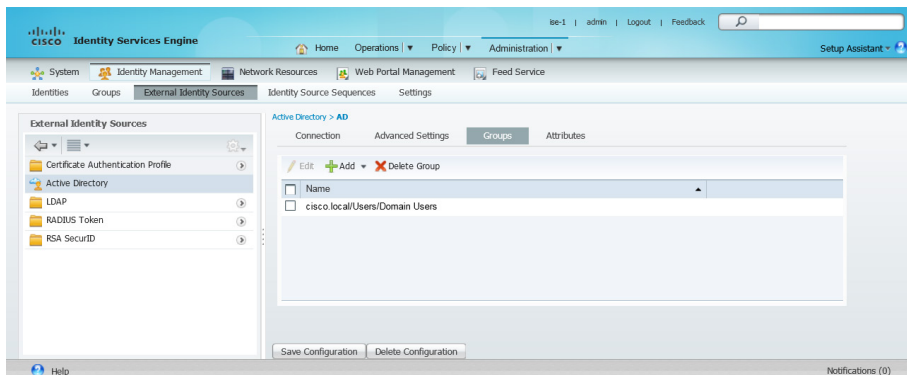 ise-1 | admin | Logout | Feedback
cisco Identity Services Engine
Home Operations | Policy | Administration |
Setup Assistant
System Identity Management Network Resources Web Portal Management Feed Service
Identities Groups External Identity Sources Identity Source Sequences Settings
External Identity Sources
Certificate Authentication Profile
Active Directory
LDAP
RADIUS Token
RSA SecurID
Active Directory > AD
Connection Advanced Settings Groups Attributes
Edit Add Delete Group
Name
cisco.local/Users/Domain Users
Save Configuration Delete Configuration
Help
Notifications (0)